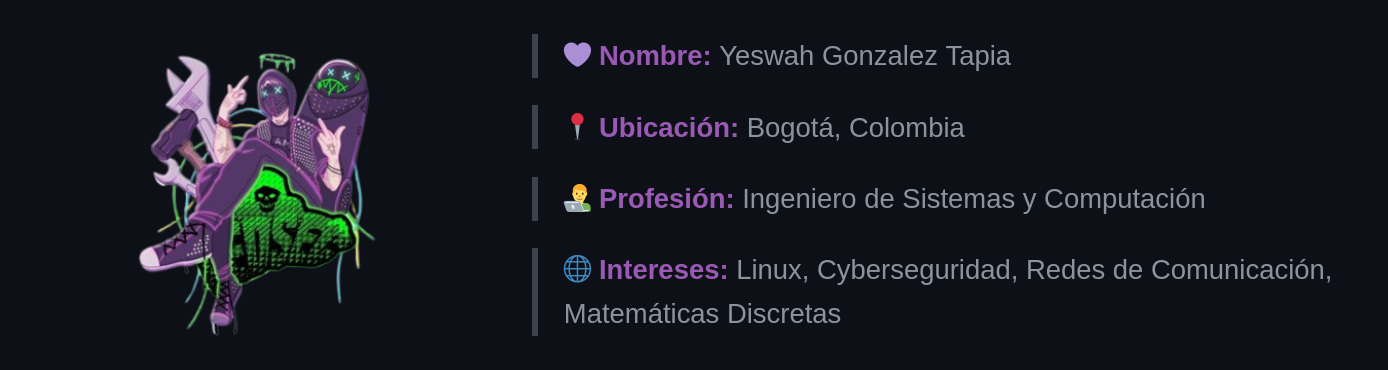 💜 Nombre: Yeswah Gonzalez Tapia
📍 Ubicación: Bogotá, Colombia
👨‍💻 Profesión: Ingeniero de Sistemas y Computación
🌐 Intereses: Linux, Cyberseguridad, Redes de Comunicación,
Matemáticas Discretas